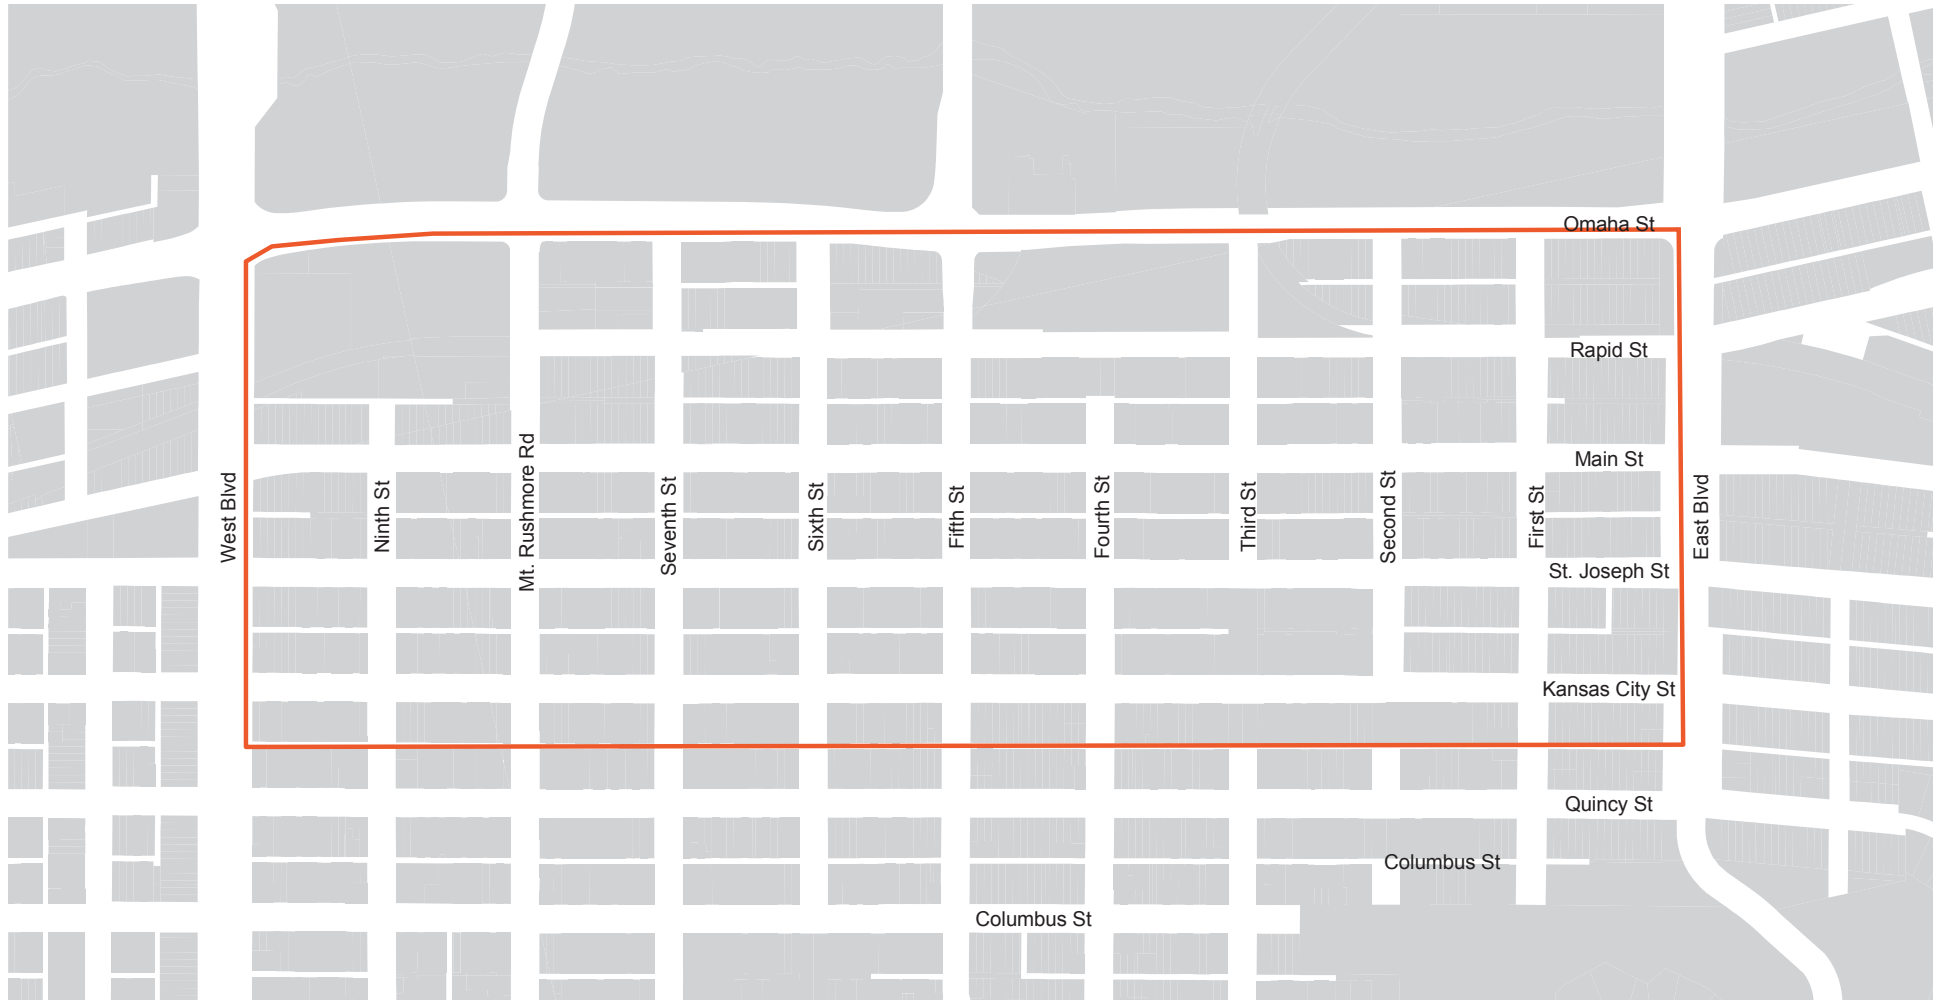 Omaha St
Rapid St
Main St
West Blvd
Ninth St
Mt. Rushmore Rd
Seventh St
Sixth St
Fifth St
Fourth St
Third St
Second St
First St
East Blvd
St. Joseph St
Kansas City St
Quincy St
Columbus St
Columbus St